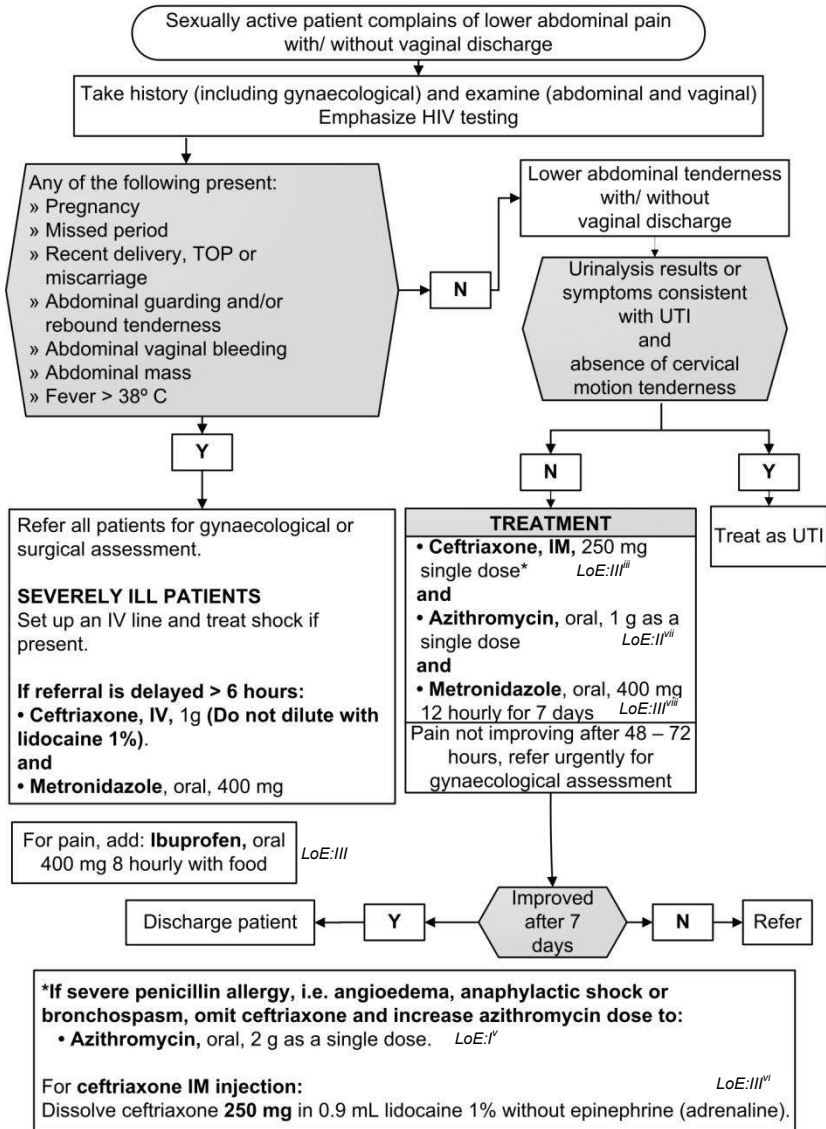 Sexually active patient complains of lower abdominal pain
with/ without vaginal discharge
Take history (including gynaecological) and examine (abdominal and vaginal)
Emphasize HIV testing
Any of the following present:
» Pregnancy
» Missed period
» Recent delivery, TOP or
miscarriage
» Abdominal guarding and/or
rebound tenderness
» Abdominal vaginal bleeding
» Abdominal mass
» Fever > 38º C
N
Lower abdominal tenderness
with/ without
vaginal discharge
Urinalysis results or
symptoms consistent
with UTI
and
absence of cervical
motion tenderness
Y
N
Y
Refer all patients for gynaecological or
surgical assessment.
SEVERELY ILL PATIENTS
Set up an IV line and treat shock if
present.
If referral is delayed > 6 hours:
• Ceftriaxone, IV, 1g (Do not dilute with
lidocaine 1%).
and
• Metronidazole, oral, 400 mg
For pain, add: Ibuprofen, oral
400 mg 8 hourly with food
LoE:III
TREATMENT
• Ceftriaxone, IM, 250 mg
single dose* LoE:III^iii
and
• Azithromycin, oral, 1 g as a
single dose LoE:II^vii
and
• Metronidazole, oral, 400 mg
12 hourly for 7 days LoE:III^viii
Pain not improving after 48 – 72
hours, refer urgently for
gynaecological assessment
Treat as UTI
Discharge patient
Y
Improved
after 7
days
N
Refer
*If severe penicillin allergy, i.e. angioedema, anaphylactic shock or
bronchospasm, omit ceftriaxone and increase azithromycin dose to:
• Azithromycin, oral, 2 g as a single dose. LoE:I^v
For ceftriaxone IM injection: LoE:III^vi
Dissolve ceftriaxone 250 mg in 0.9 mL lidocaine 1% without epinephrine (adrenaline).